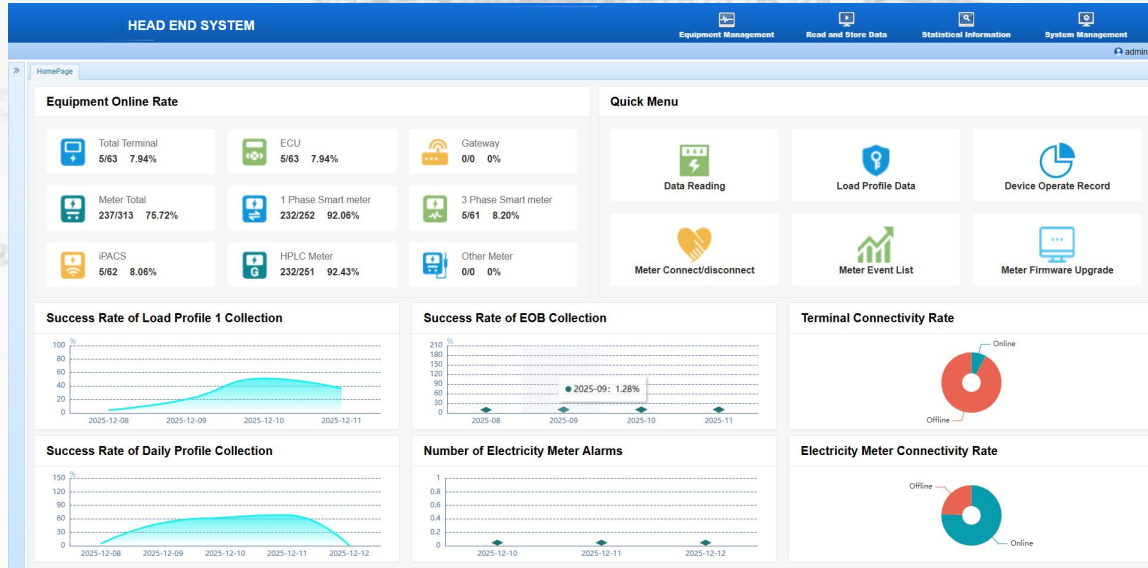 HEAD END SYSTEM
Equipment Management
Read and Store Data
Statistical Information
System Management
admin
HomePage
Equipment Online Rate
Total Terminal
5/63 7.94%
ECU
5/63 7.94%
Gateway
0/0 0%
Meter Total
237/313 75.72%
1 Phase Smart meter
232/252 92.06%
3 Phase Smart meter
5/61 8.20%
iPACS
5/62 8.06%
G
HPLC Meter
232/251 92.43%
Other Meter
0/0 0%
Quick Menu
Data Reading
Load Profile Data
Device Operate Record
Meter Connect/disconnect
Meter Event List
Meter Firmware Upgrade
Success Rate of Load Profile 1 Collection
%
100
80
60
40
20
0
2025-12-08 2025-12-09 2025-12-10 2025-12-11
Success Rate of EOB Collection
%
210
180
150
120
90
60
30
0
2025-09: 1.28%
2025-08 2025-09 2025-10 2025-11
Terminal Connectivity Rate
Online
Offline
Success Rate of Daily Profile Collection
%
150
120
90
60
30
0
2025-12-08 2025-12-09 2025-12-10 2025-12-11 2025-12-12
Number of Electricity Meter Alarms
1
0.8
0.6
0.4
0.2
0
2025-12-10 2025-12-11 2025-12-12
Electricity Meter Connectivity Rate
Offline
Online